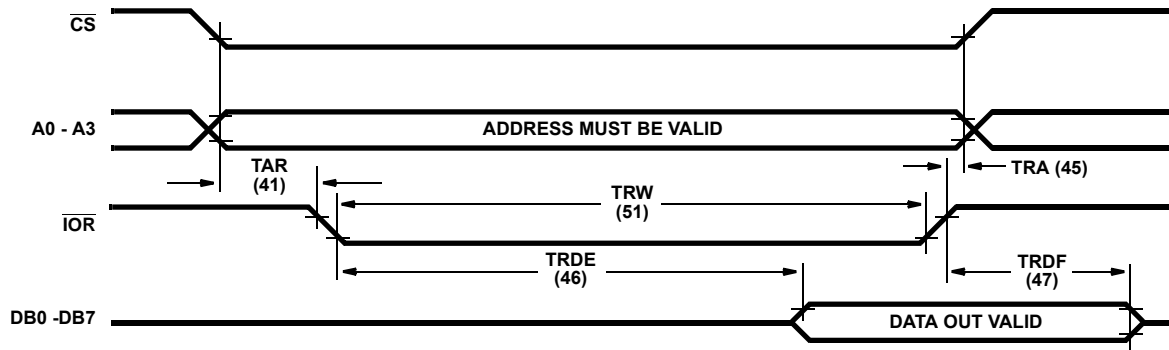 CS
A0 - A3
ADDRESS MUST BE VALID
TAR
(41)
TRA (45)
IOR
TRW
(51)
TRDE
(46)
TRDF
(47)
DB0 -DB7
DATA OUT VALID